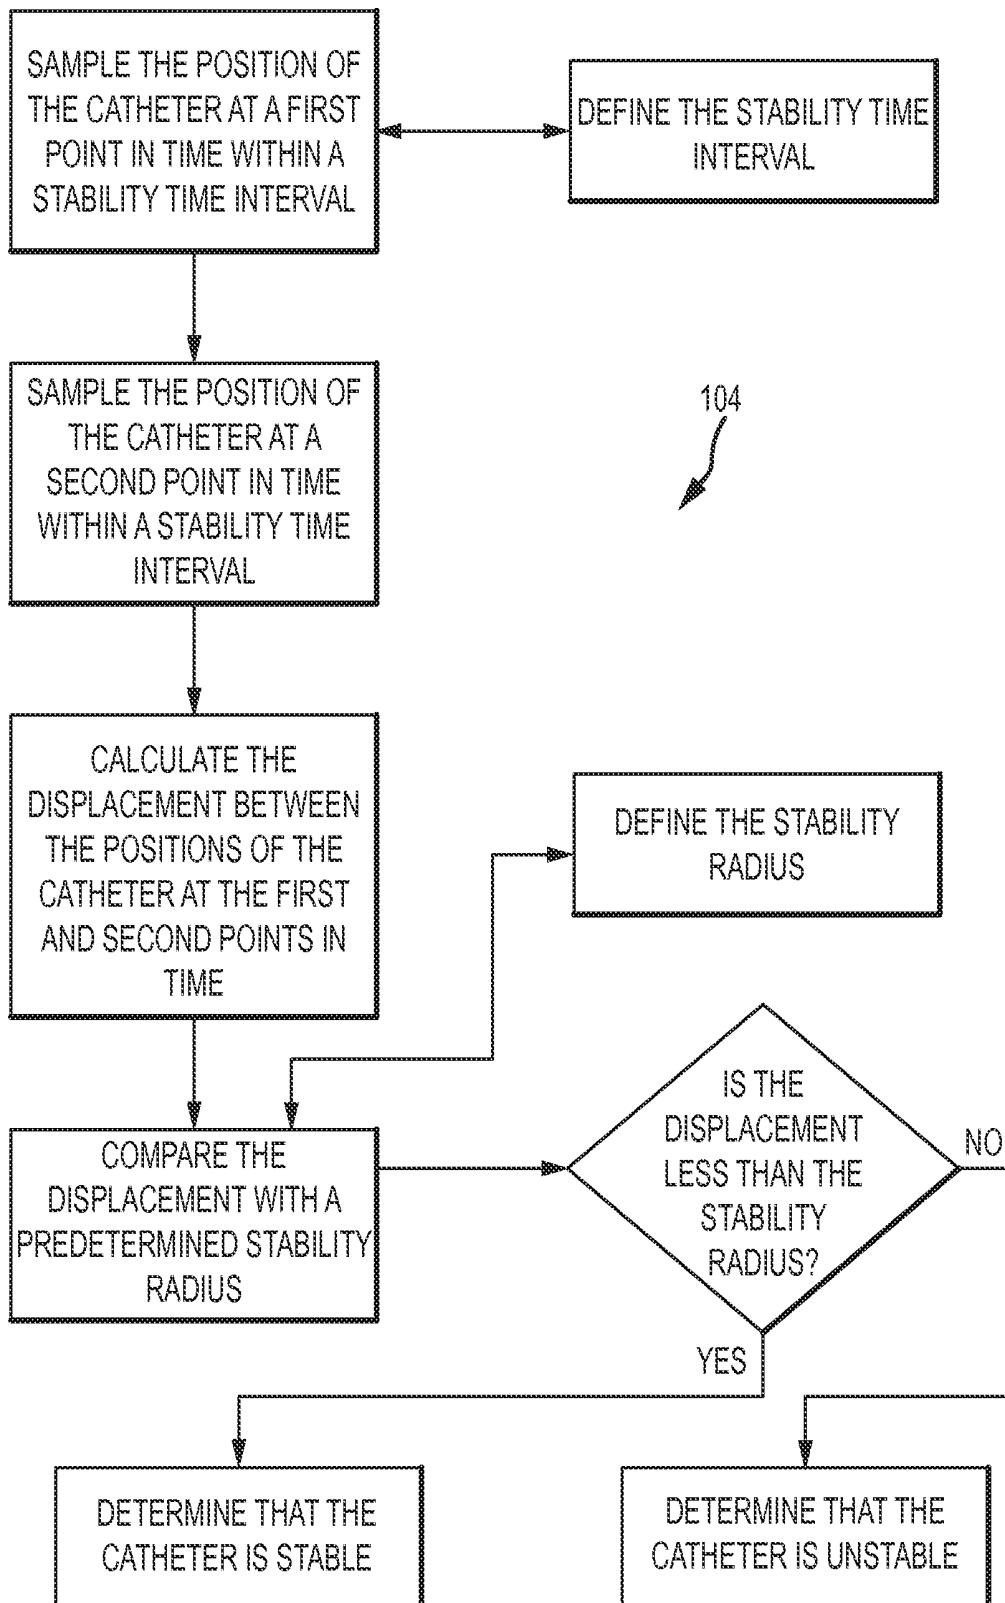 SAMPLE THE POSITION OF
THE CATHETER AT A FIRST
POINT IN TIME WITHIN A
STABILITY TIME INTERVAL
DEFINE THE STABILITY TIME
INTERVAL
SAMPLE THE POSITION OF
THE CATHETER AT A
SECOND POINT IN TIME
WITHIN A STABILITY TIME
INTERVAL
104
CALCULATE THE
DISPLACEMENT BETWEEN
THE POSITIONS OF THE
CATHETER AT THE FIRST
AND SECOND POINTS IN
TIME
DEFINE THE STABILITY
RADIUS
COMPARE THE
DISPLACEMENT WITH A
PREDETERMINED STABILITY
RADIUS
IS THE
DISPLACEMENT
LESS THAN THE
STABILITY
RADIUS?
NO
YES
DETERMINE THAT THE
CATHETER IS STABLE
DETERMINE THAT THE
CATHETER IS UNSTABLE